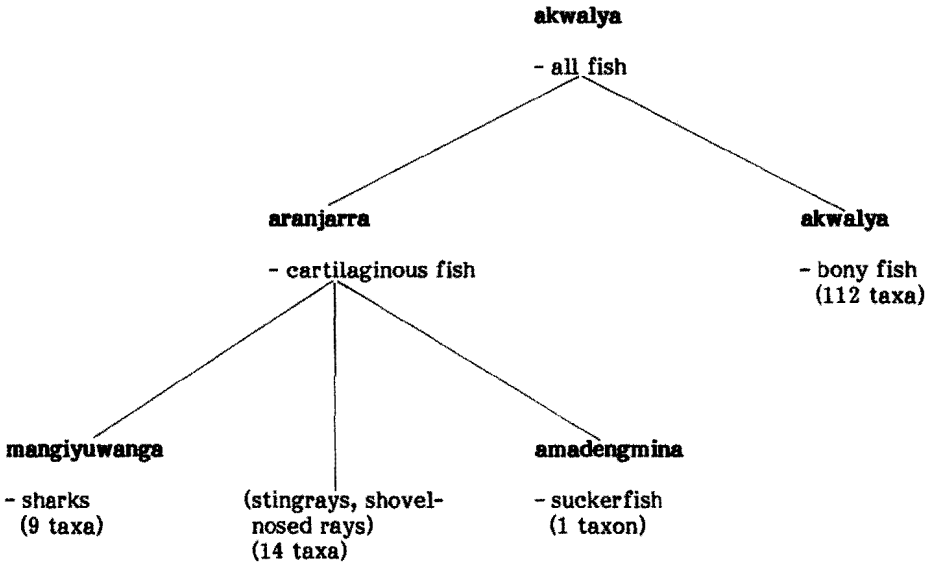 akwalya
- all fish
aranjarra
akwalya
- cartilaginous fish
- bony fish
(112 taxa)
mangiyuwanga
amadengmina
- sharks
(9 taxa)
(stingrays, shovel-
nosed rays)
(14 taxa)
- suckerfish
(1 taxon)